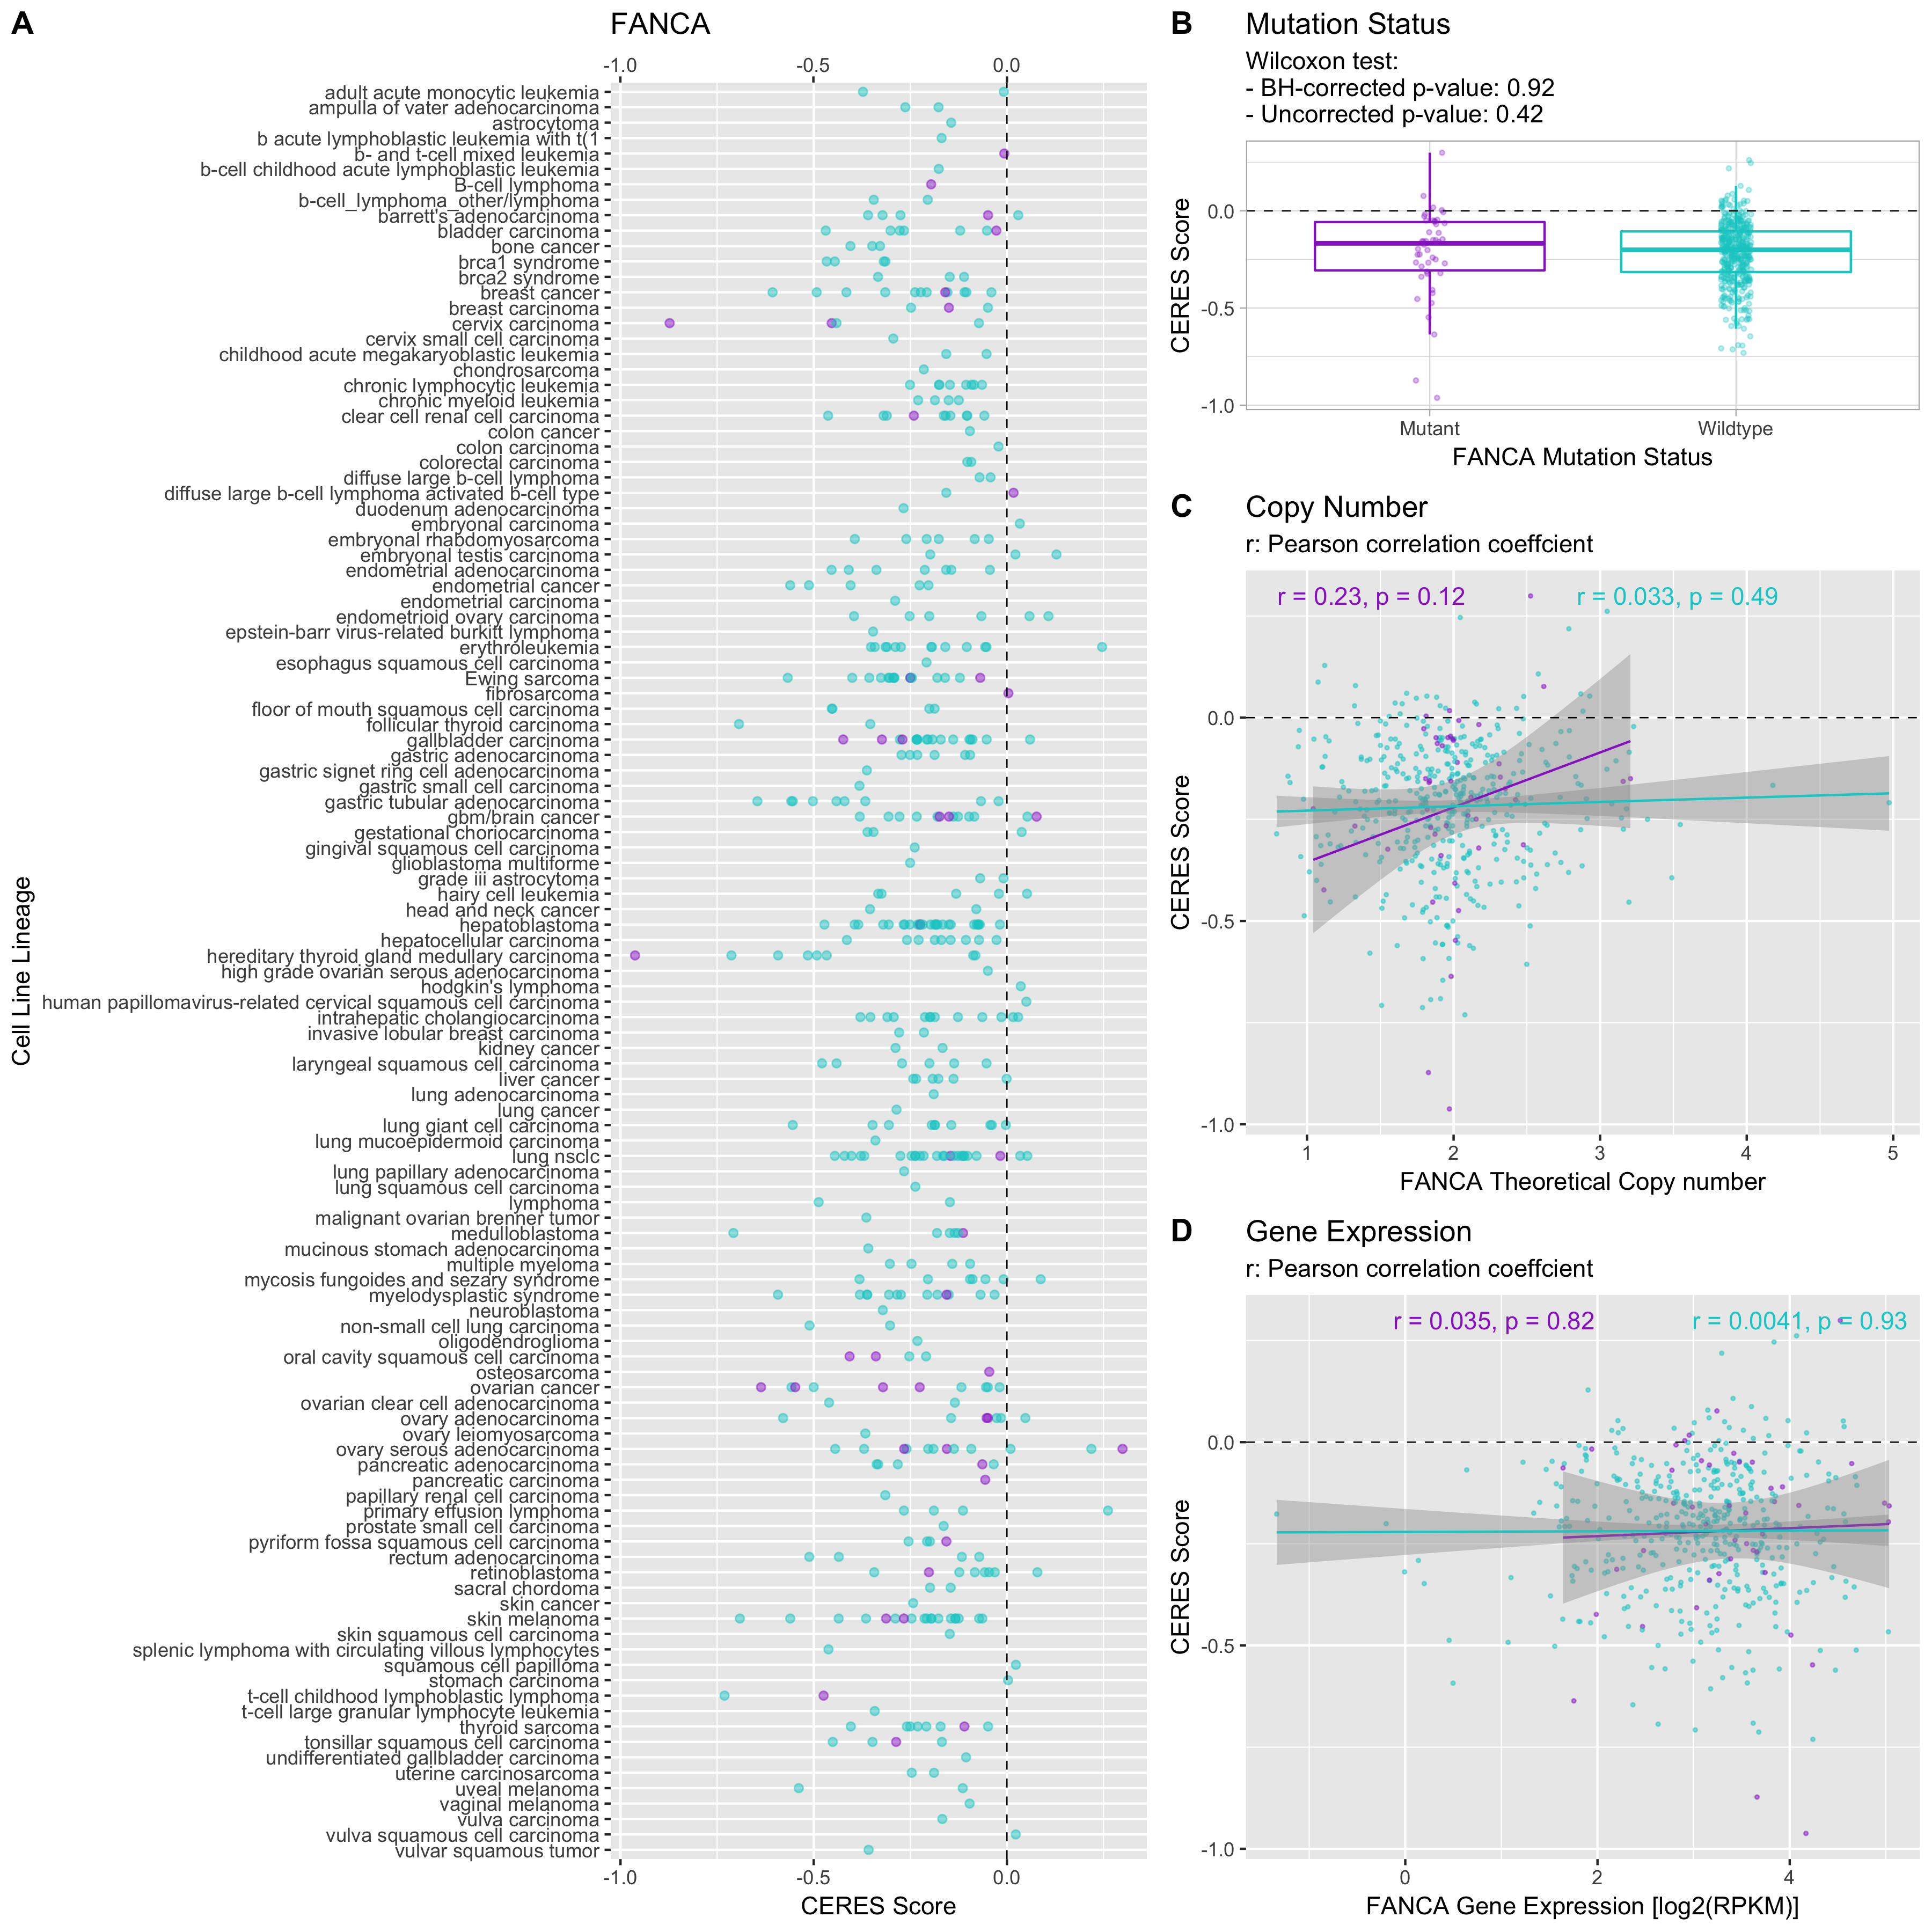 A
FANCA
-1.0
-0.5
0.0
Cell Line Lineage
adult acute monocytic leukemia
ampulla of vater adenocarcinoma
astrocytoma
b acute lymphoblastic leukemia with t(1
b- and t-cell mixed leukemia
b-cell childhood acute lymphoblastic leukemia
B-cell lymphoma
b-cell_lymphoma_other/lymphoma
barrett's adenocarcinoma
bladder carcinoma
bone cancer
brca1 syndrome
brca2 syndrome
breast cancer
breast carcinoma
cervix carcinoma
cervix small cell carcinoma
childhood acute megakaryoblastic leukemia
chondrosarcoma
chronic lymphocytic leukemia
chronic myeloid leukemia
clear cell renal cell carcinoma
colon cancer
colon carcinoma
colorectal carcinoma
diffuse large b-cell lymphoma
diffuse large b-cell lymphoma activated b-cell type
duodenum adenocarcinoma
embryonal carcinoma
embryonal rhabdomyosarcoma
embryonal testis carcinoma
endometrial adenocarcinoma
endometrial cancer
endometrial carcinoma
endometrioid ovary carcinoma
epstein-barr virus-related burkitt lymphoma
erythroleukemia
esophagus squamous cell carcinoma
Ewing sarcoma
fibrosarcoma
floor of mouth squamous cell carcinoma
follicular thyroid carcinoma
gallbladder carcinoma
gastric adenocarcinoma
gastric signet ring cell adenocarcinoma
gastric small cell carcinoma
gastric tubular adenocarcinoma
gbm/brain cancer
gestational choriocarcinoma
gingival squamous cell carcinoma
glioblastoma multiforme
grade iii astrocytoma
hairy cell leukemia
head and neck cancer
hepatoblastoma
hepatocellular carcinoma
hereditary thyroid gland medullary carcinoma
high grade ovarian serous adenocarcinoma
hodgkin's lymphoma
human papillomavirus-related cervical squamous cell carcinoma
intrahepatic cholangiocarcinoma
invasive lobular breast carcinoma
kidney cancer
laryngeal squamous cell carcinoma
liver cancer
lung adenocarcinoma
lung cancer
lung giant cell carcinoma
lung mucoepidermoid carcinoma
lung nsclc
lung papillary adenocarcinoma
lung squamous cell carcinoma
lymphoma
malignant ovarian brenner tumor
medulloblastoma
mucinous stomach adenocarcinoma
multiple myeloma
mycosis fungoides and sezary syndrome
myelodysplastic syndrome
neuroblastoma
non-small cell lung carcinoma
oligodendroglioma
oral cavity squamous cell carcinoma
osteosarcoma
ovarian cancer
ovarian clear cell adenocarcinoma
ovary adenocarcinoma
ovary leiomyosarcoma
ovary serous adenocarcinoma
pancreatic adenocarcinoma
pancreatic carcinoma
papillary renal cell carcinoma
primary effusion lymphoma
prostate small cell carcinoma
pyriform fossa squamous cell carcinoma
rectum adenocarcinoma
retinoblastoma
sacral chordoma
skin cancer
skin melanoma
skin squamous cell carcinoma
splenic lymphoma with circulating villous lymphocytes
squamous cell papilloma
stomach carcinoma
t-cell childhood lymphoblastic lymphoma
t-cell large granular lymphocyte leukemia
thyroid sarcoma
tonsillar squamous cell carcinoma
undifferentiated gallbladder carcinoma
uterine carcinosarcoma
uveal melanoma
vaginal melanoma
vulva carcinoma
vulva squamous cell carcinoma
vulvar squamous tumor
-1.0
-0.5
0.0
CERES Score
B
Mutation Status
Wilcoxon test:
- BH-corrected p-value: 0.92
- Uncorrected p-value: 0.42
CERES Score
0.0
-0.5
-1.0
Mutant
Wildtype
FANCA Mutation Status
C
Copy Number
r: Pearson correlation coeffcient
r = 0.23, p = 0.12
r = 0.033, p = 0.49
CERES Score
0.0
-0.5
-1.0
1
2
3
4
5
FANCA Theoretical Copy number
D
Gene Expression
r: Pearson correlation coeffcient
r = 0.035, p = 0.82
r = 0.0041, p = 0.93
CERES Score
0.0
-0.5
-1.0
0
2
4
FANCA Gene Expression [log2(RPKM)]